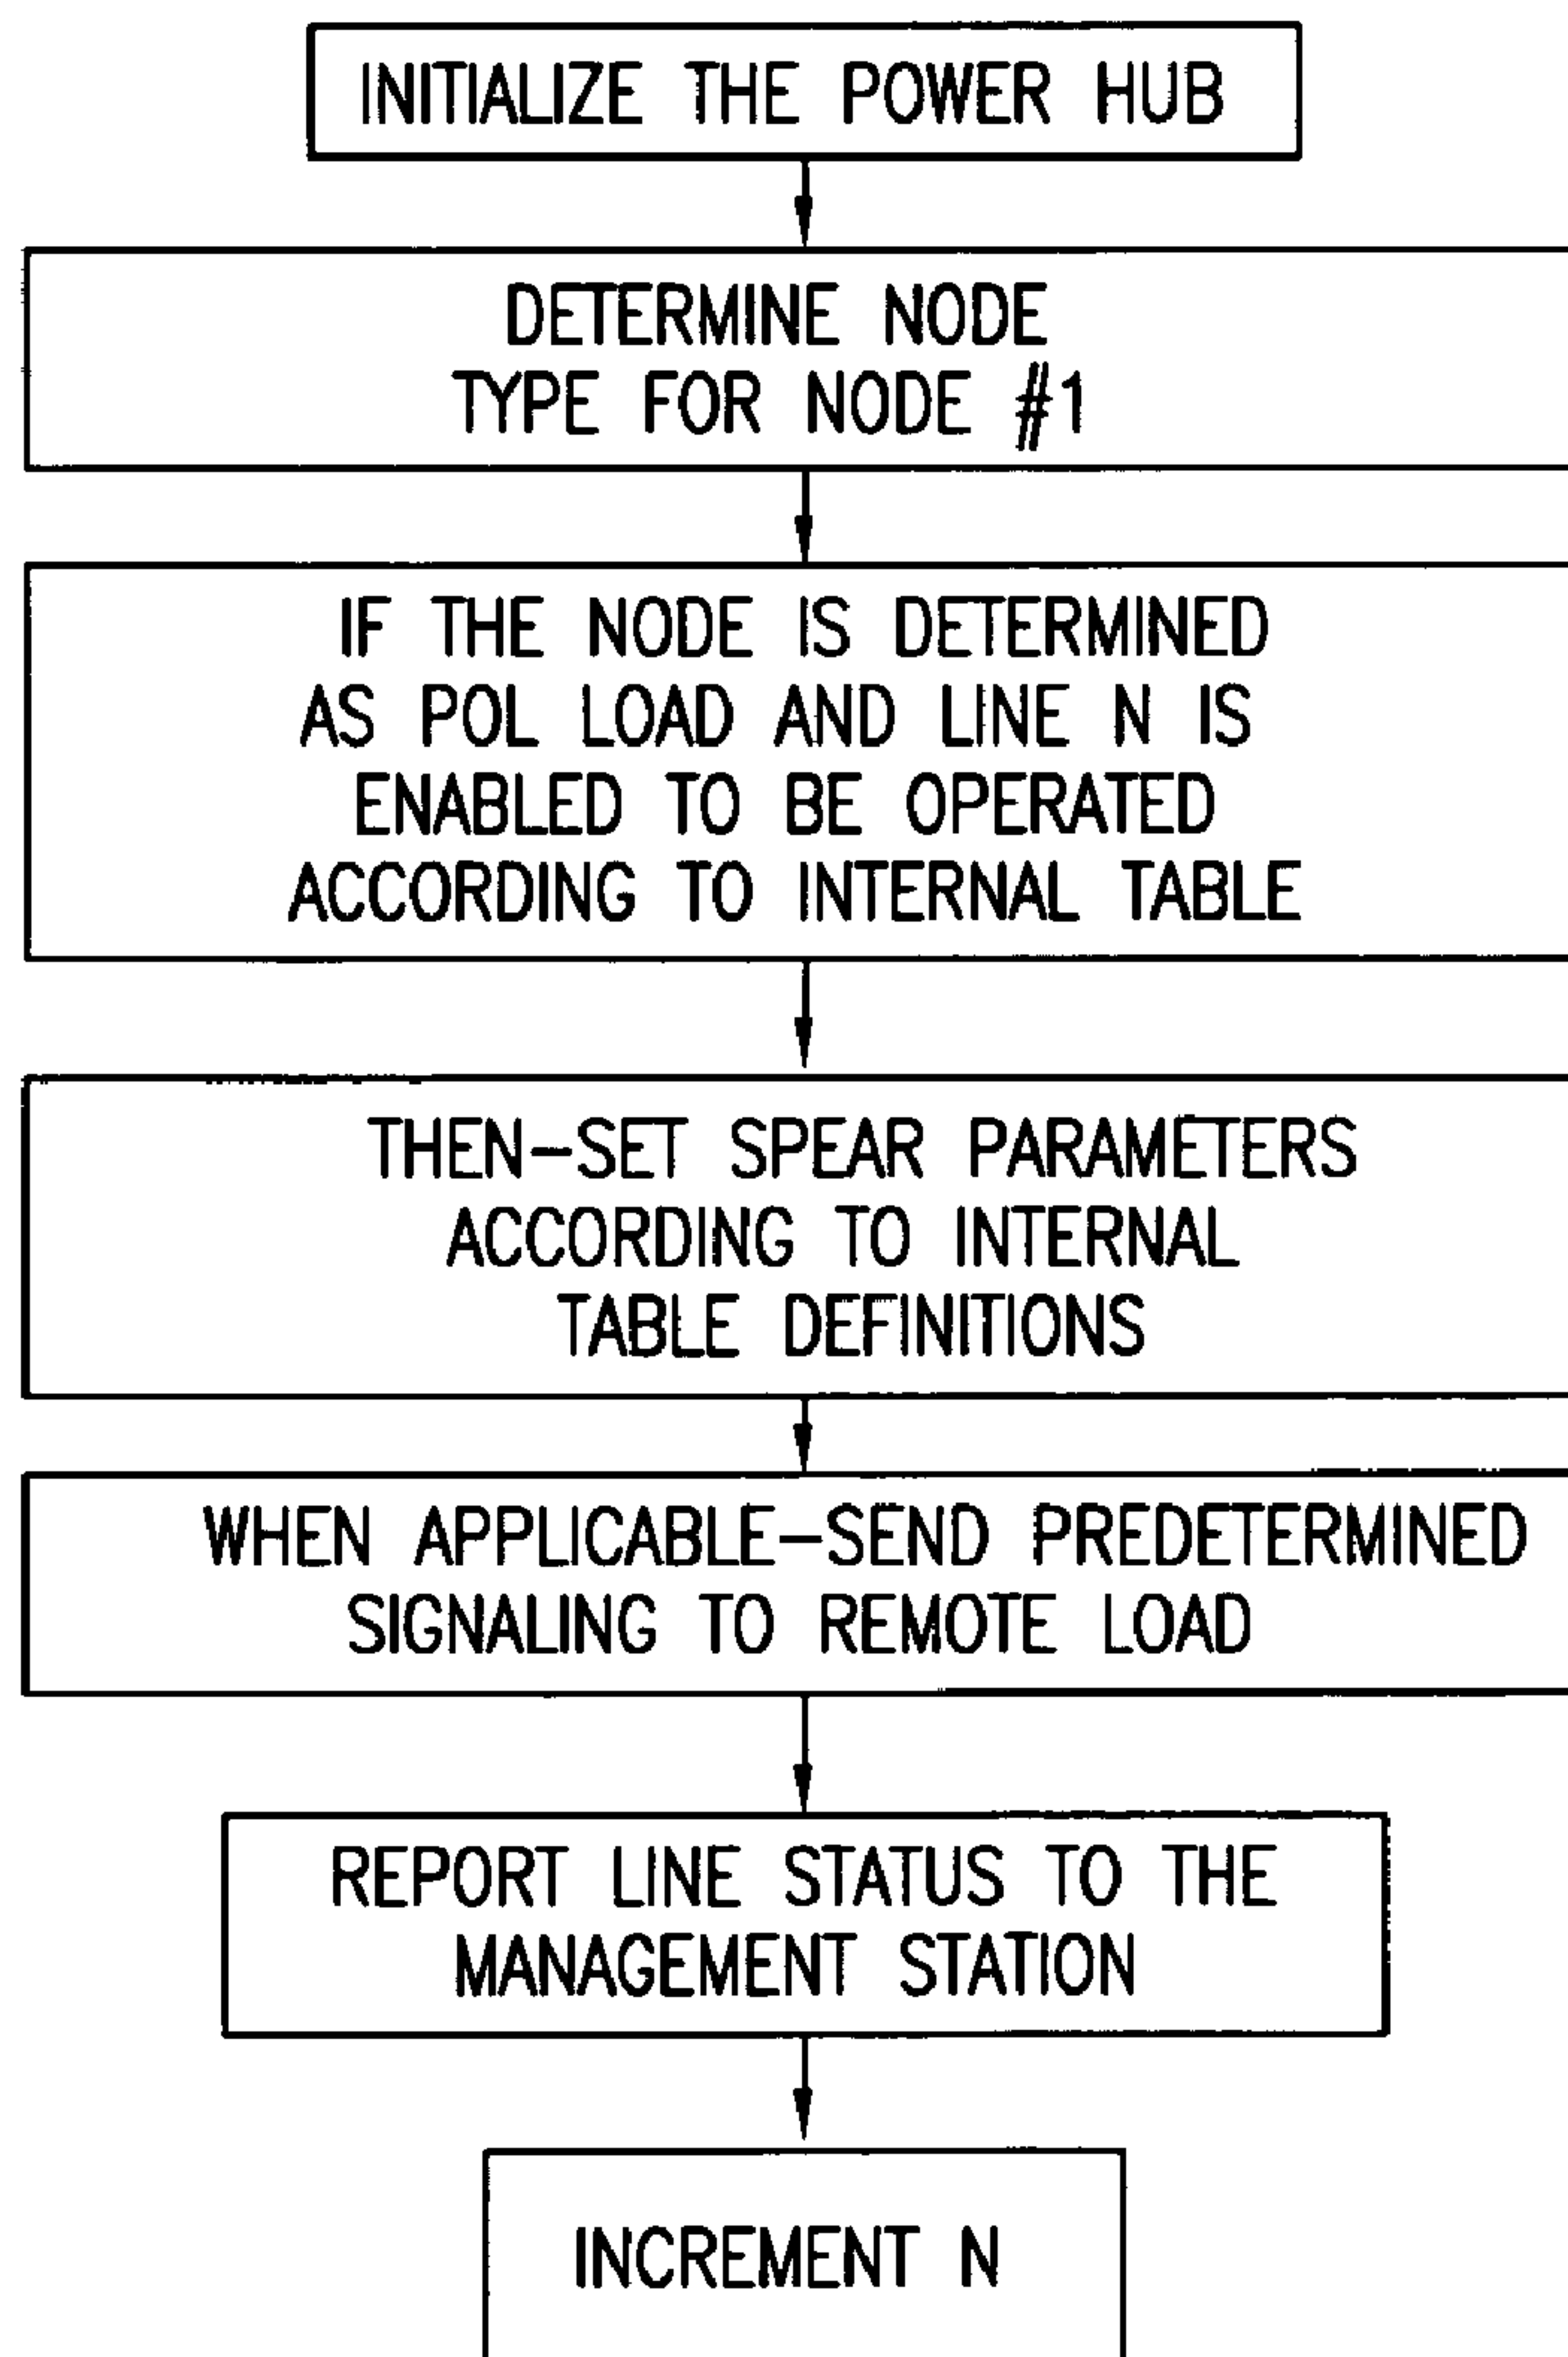 INITIALIZE THE POWER HUB
DETERMINE NODE
TYPE FOR NODE #1
IF THE NODE IS DETERMINED
AS POL LOAD AND LINE N IS
ENABLED TO BE OPERATED
ACCORDING TO INTERNAL TABLE
THEN-SET SPEAR PARAMETERS
ACCORDING TO INTERNAL
TABLE DEFINITIONS
WHEN APPLICABLE-SEND PREDETERMINED
SIGNALING TO REMOTE LOAD
REPORT LINE STATUS TO THE
MANAGEMENT STATION
INCREMENT N